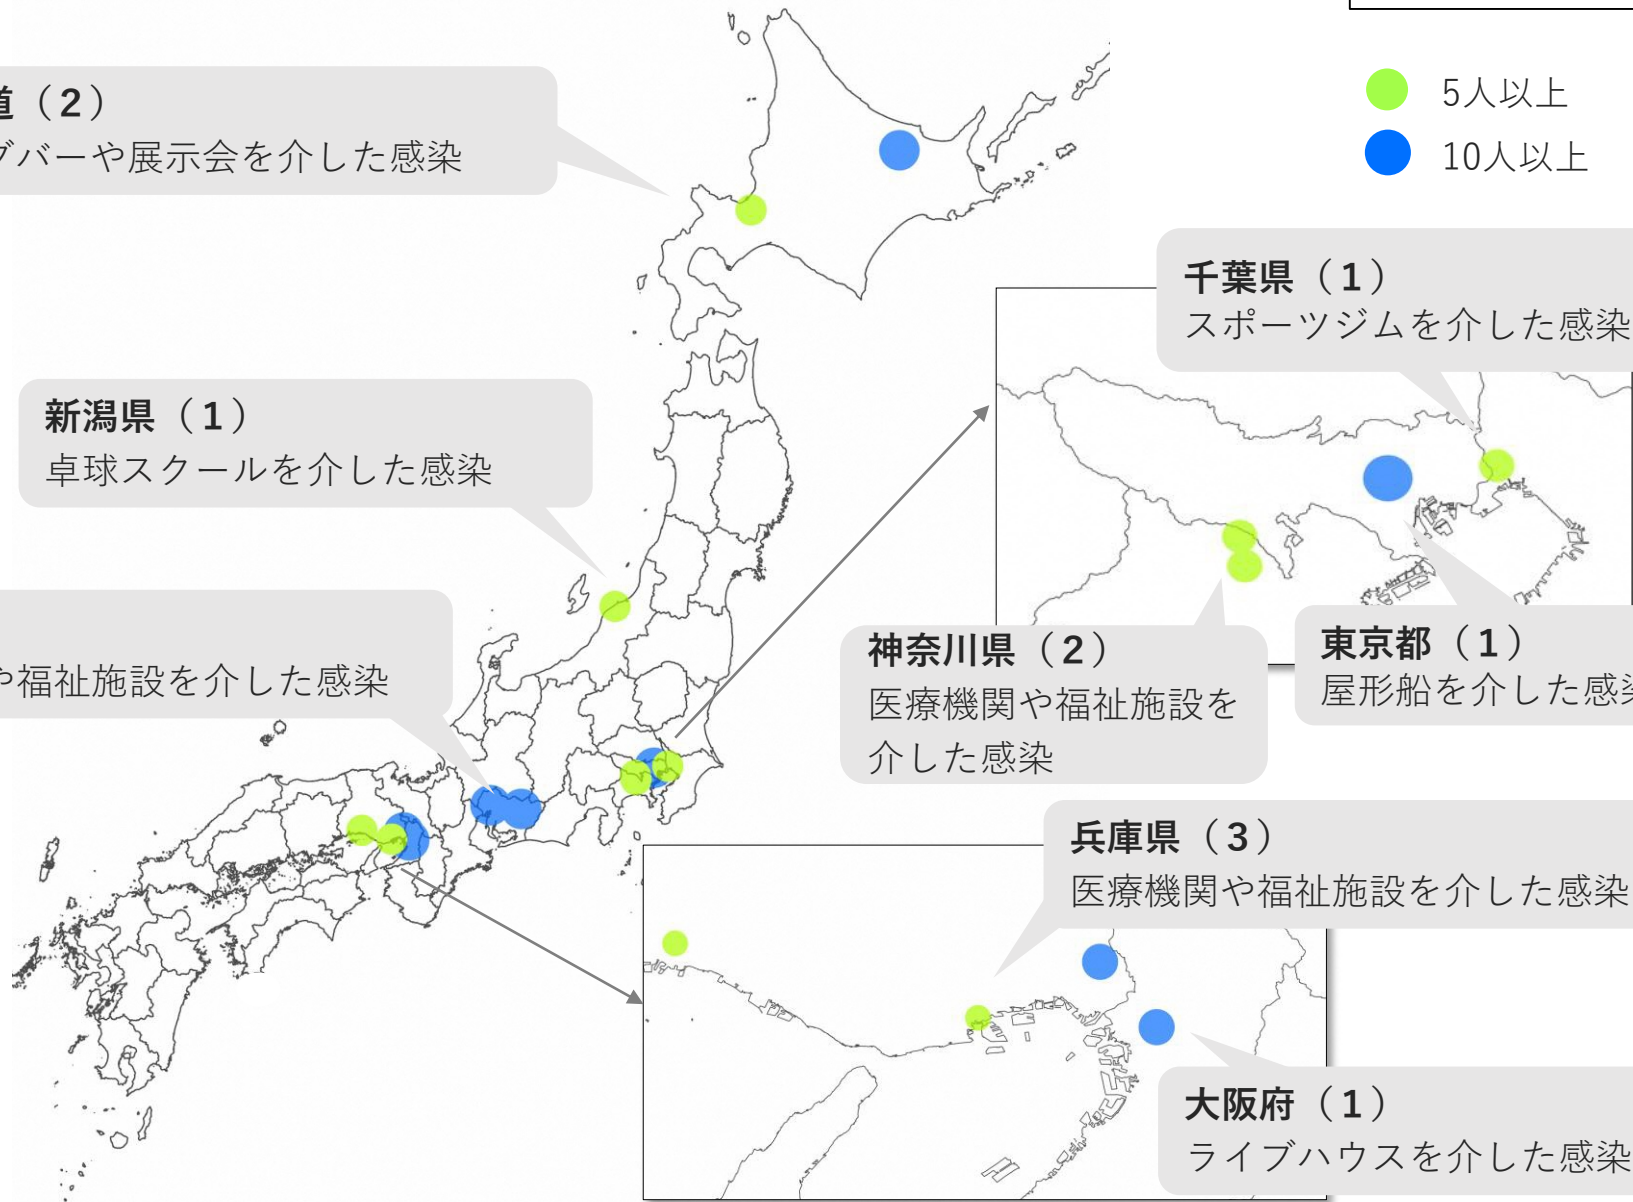 道（2）
ブバーや展示会を介した感染
5人以上
10人以上
千葉県（1）
スポーツジムを介した感染
新潟県（1）
卓球スクールを介した感染
や福祉施設を介した感染
神奈川県（2）
医療機関や福祉施設を
介した感染
東京都（1）
屋形船を介した感染
兵庫県（3）
医療機関や福祉施設を介した感染
大阪府（1）
ライブハウスを介した感染